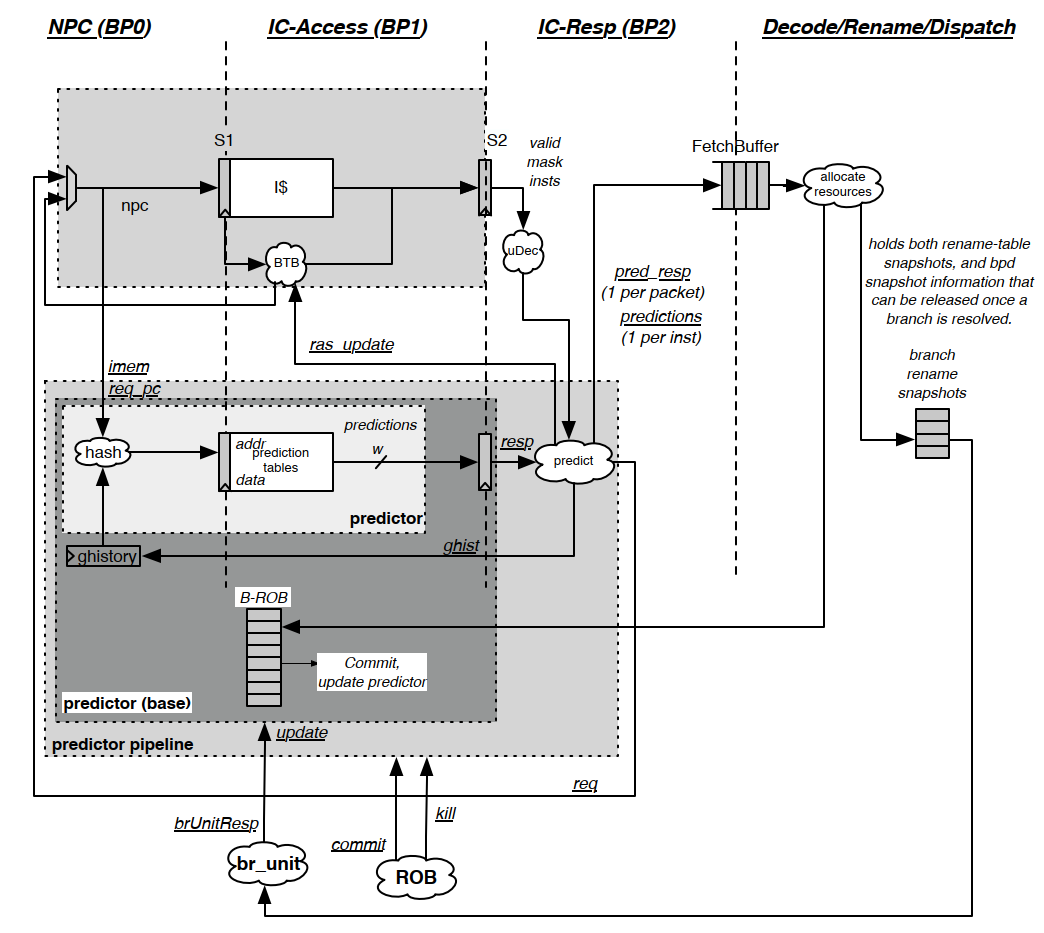 NPC (BP0)
IC-Access (BP1)
IC-Resp (BP2)
Decode/Rename/Dispatch
S1
S2
valid
mask
insts
FetchBuffer
I$
npc
allocate
resources
BTB
uDec
holds both rename-table
snapshots, and bpd
snapshot information that
can be released once a
branch is resolved.
pred_resp
(1 per packet)
predictions
(1 per inst)
ras_update
branch
rename
snapshots
imem
req_pc
hash
addr
prediction
tables
data
predictions
w
resp
predict
predictor
ghistory
ghist
B-ROB
Commit,
update predictor
predictor (base)
update
predictor pipeline
req
brUnitResp
kill
commit
br_unit
ROB